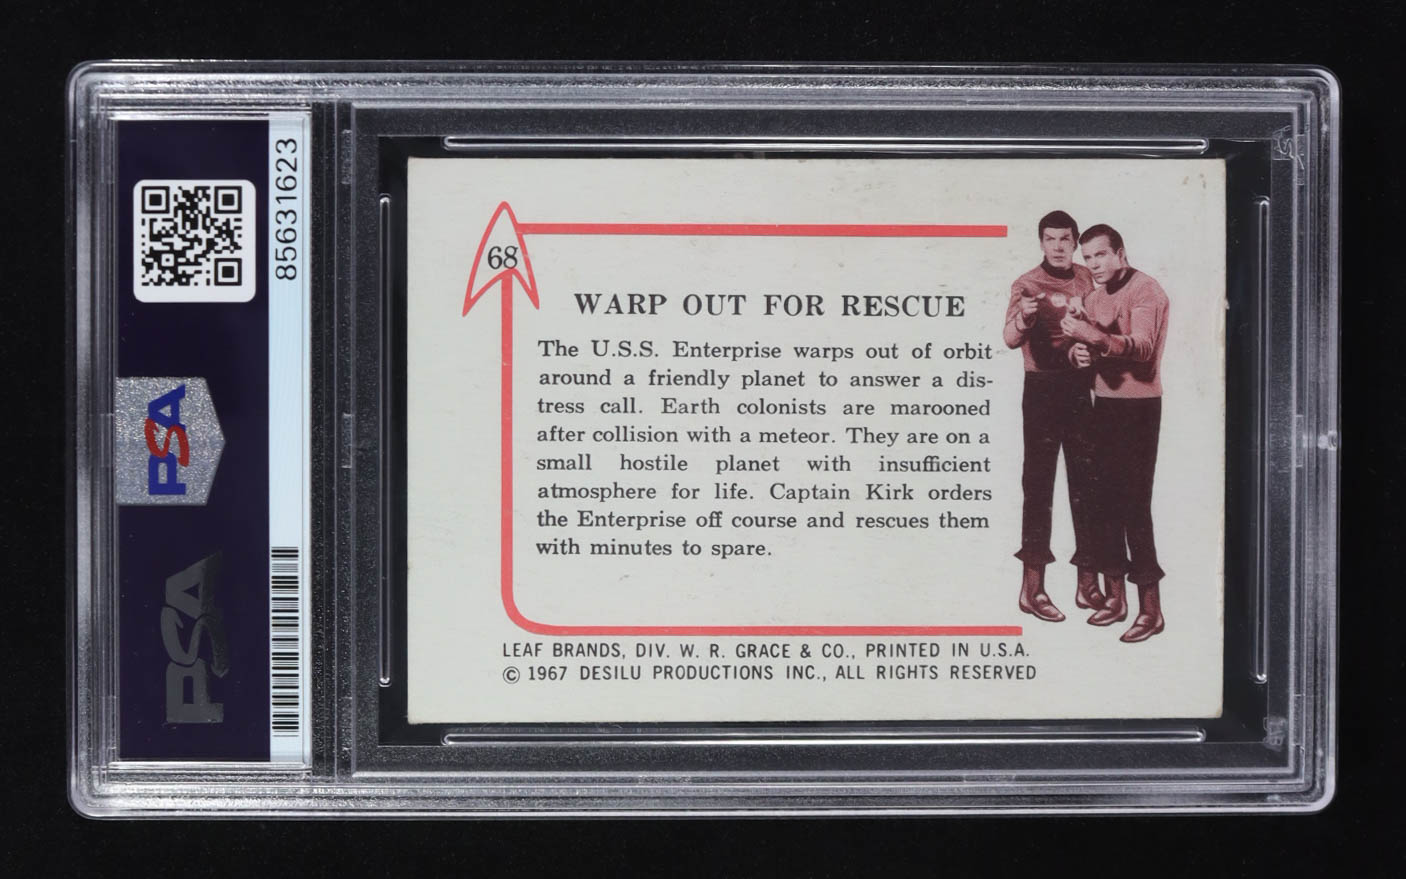 85631623
PSA
PSA
68
WARP OUT FOR RESCUE
The U.S.S. Enterprise warps out of orbit
around a friendly planet to answer a dis-
tress call. Earth colonists are marooned
after collision with a meteor. They are on a
small hostile planet with insufficient
atmosphere for life. Captain Kirk orders
the Enterprise off course and rescues them
with minutes to spare.
LEAF BRANDS, DIV. W. R. GRACE & CO., PRINTED IN U.S.A.
© 1967 DESILU PRODUCTIONS INC., ALL RIGHTS RESERVED